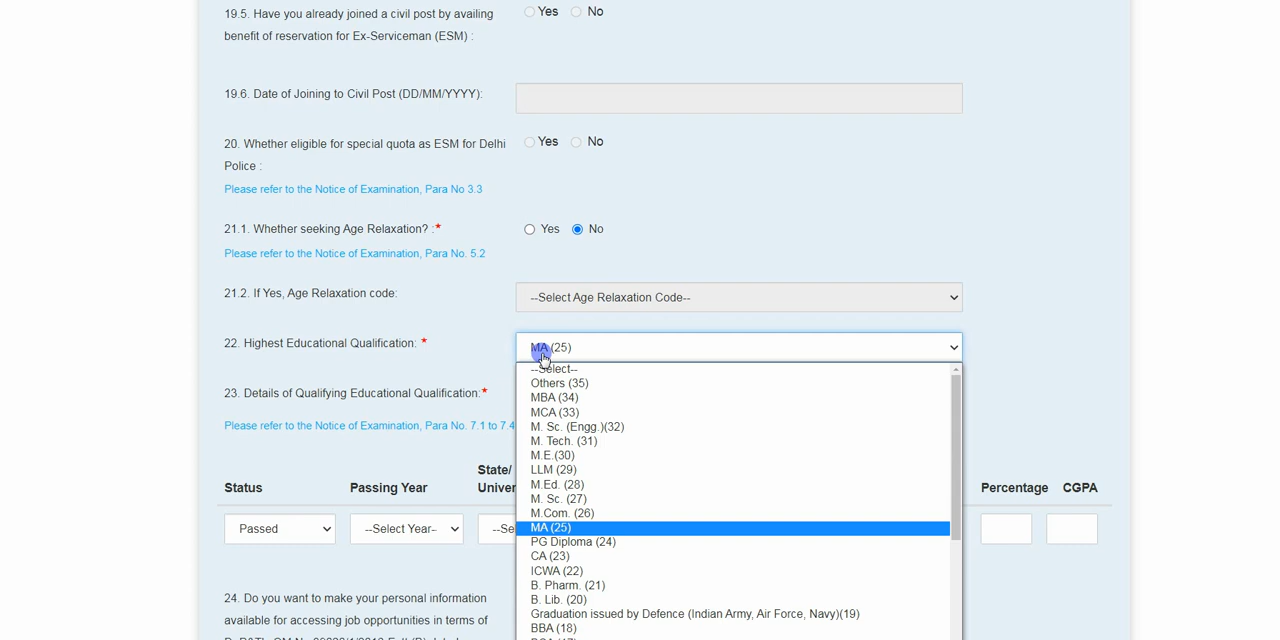 19.5. Have you already joined a civil post by availing
benefit of reservation for Ex-Serviceman (ESM) :
Yes No
19.6. Date of Joining to Civil Post (DD/MM/YYYY):
20. Whether eligible for special quota as ESM for Delhi
Police :
Yes No
Please refer to the Notice of Examination, Para No 3.3
21.1. Whether seeking Age Relaxation? :*
Yes No
Please refer to the Notice of Examination, Para No. 5.2
21.2. If Yes, Age Relaxation code:
--Select Age Relaxation Code--
22. Highest Educational Qualification: *
MA (25)
--Select--
Others (35)
MBA (34)
MCA (33)
M. Sc. (Engg.)(32)
M. Tech. (31)
M.E.(30)
LLM (29)
M.Ed. (28)
M. Sc. (27)
M.Com. (26)
MA (25)
PG Diploma (24)
CA (23)
ICWA (22)
B. Pharm. (21)
B. Lib. (20)
Graduation issued by Defence (Indian Army, Air Force, Navy)(19)
BBA (18)
23. Details of Qualifying Educational Qualification:*
Please refer to the Notice of Examination, Para No. 7.1 to 7.4
Status Passing Year State/
Univer
Percentage CGPA
Passed --Select Year- --Se
24. Do you want to make your personal information
available for accessing job opportunities in terms of